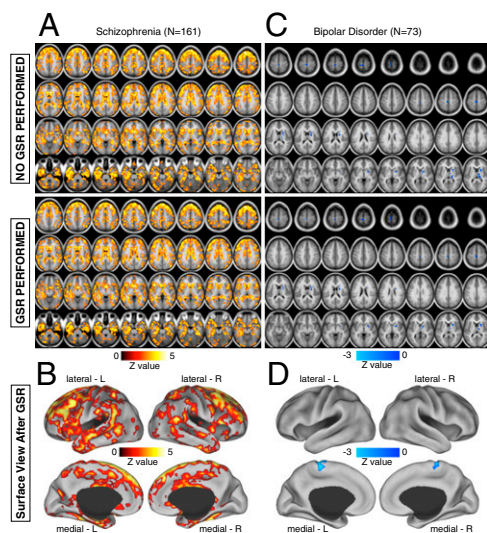 A
Schizophrenia (N=161)
C
Bipolar Disorder (N=73)
NO GSR PERFORMED
GSR PERFORMED
0 5
Z value
-3 0
Z value
B
lateral - L
lateral - R
D
lateral - L
lateral - R
Surface View After GSR
0 5
Z value
-3 0
Z value
medial - L
medial - R
medial - L
medial - R